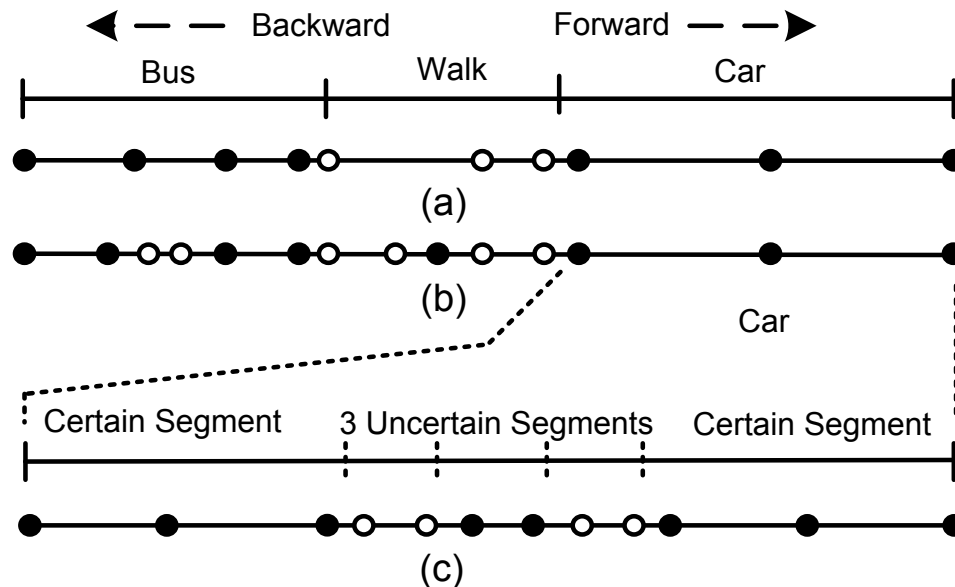 Backward Forward
Bus Walk Car
(a)
(b)
Car
Certain Segment 3 Uncertain Segments Certain Segment
(c)